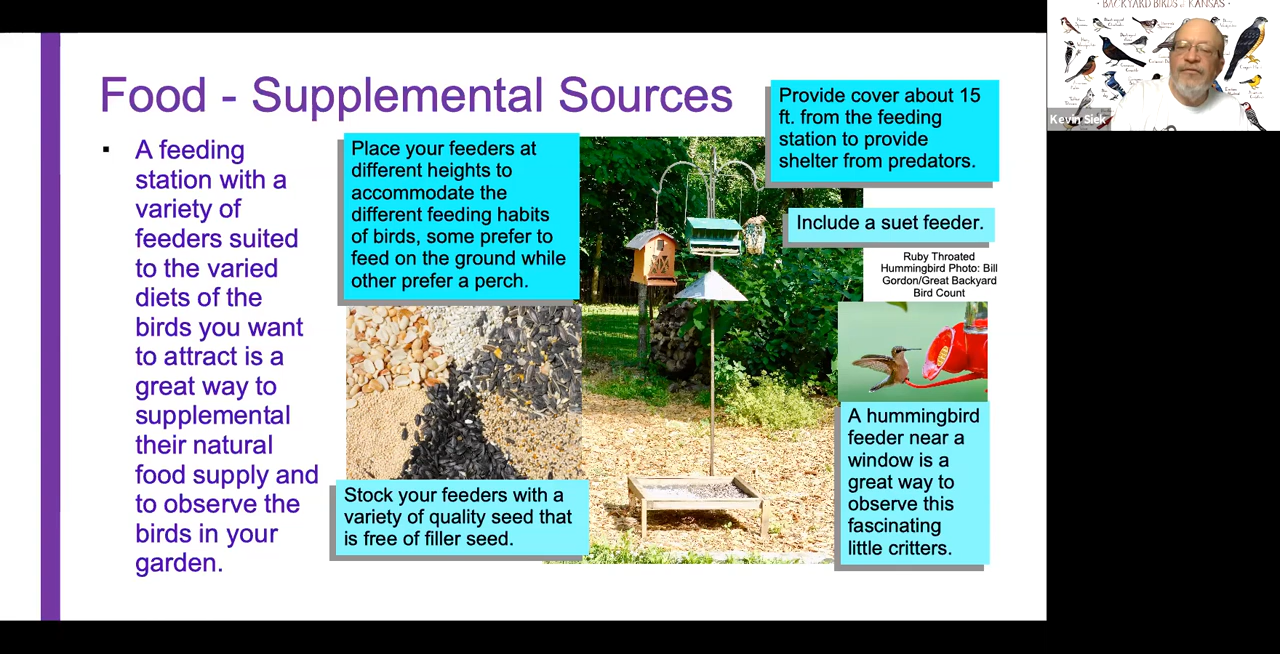 Food - Supplemental Sources
▪ A feeding
station with a
variety of
feeders suited
to the varied
diets of the
birds you want
to attract is a
great way to
supplemental
their natural
food supply and
to observe the
birds in your
garden.
Place your feeders at
different heights to
accommodate the
different feeding habits
of birds, some prefer to
feed on the ground while
other prefer a perch.
Stock your feeders with a
variety of quality seed that
is free of filler seed.
Provide cover about 15
ft. from the feeding
station to provide
shelter from predators.
Include a suet feeder.
Ruby Throated
Hummingbird Photo: Bill
Gordon/Great Backyard
Bird Count
A hummingbird
feeder near a
window is a
great way to
observe this
fascinating
little critters.
BACKYARD BIRDS of KANSAS
Kevin Siek